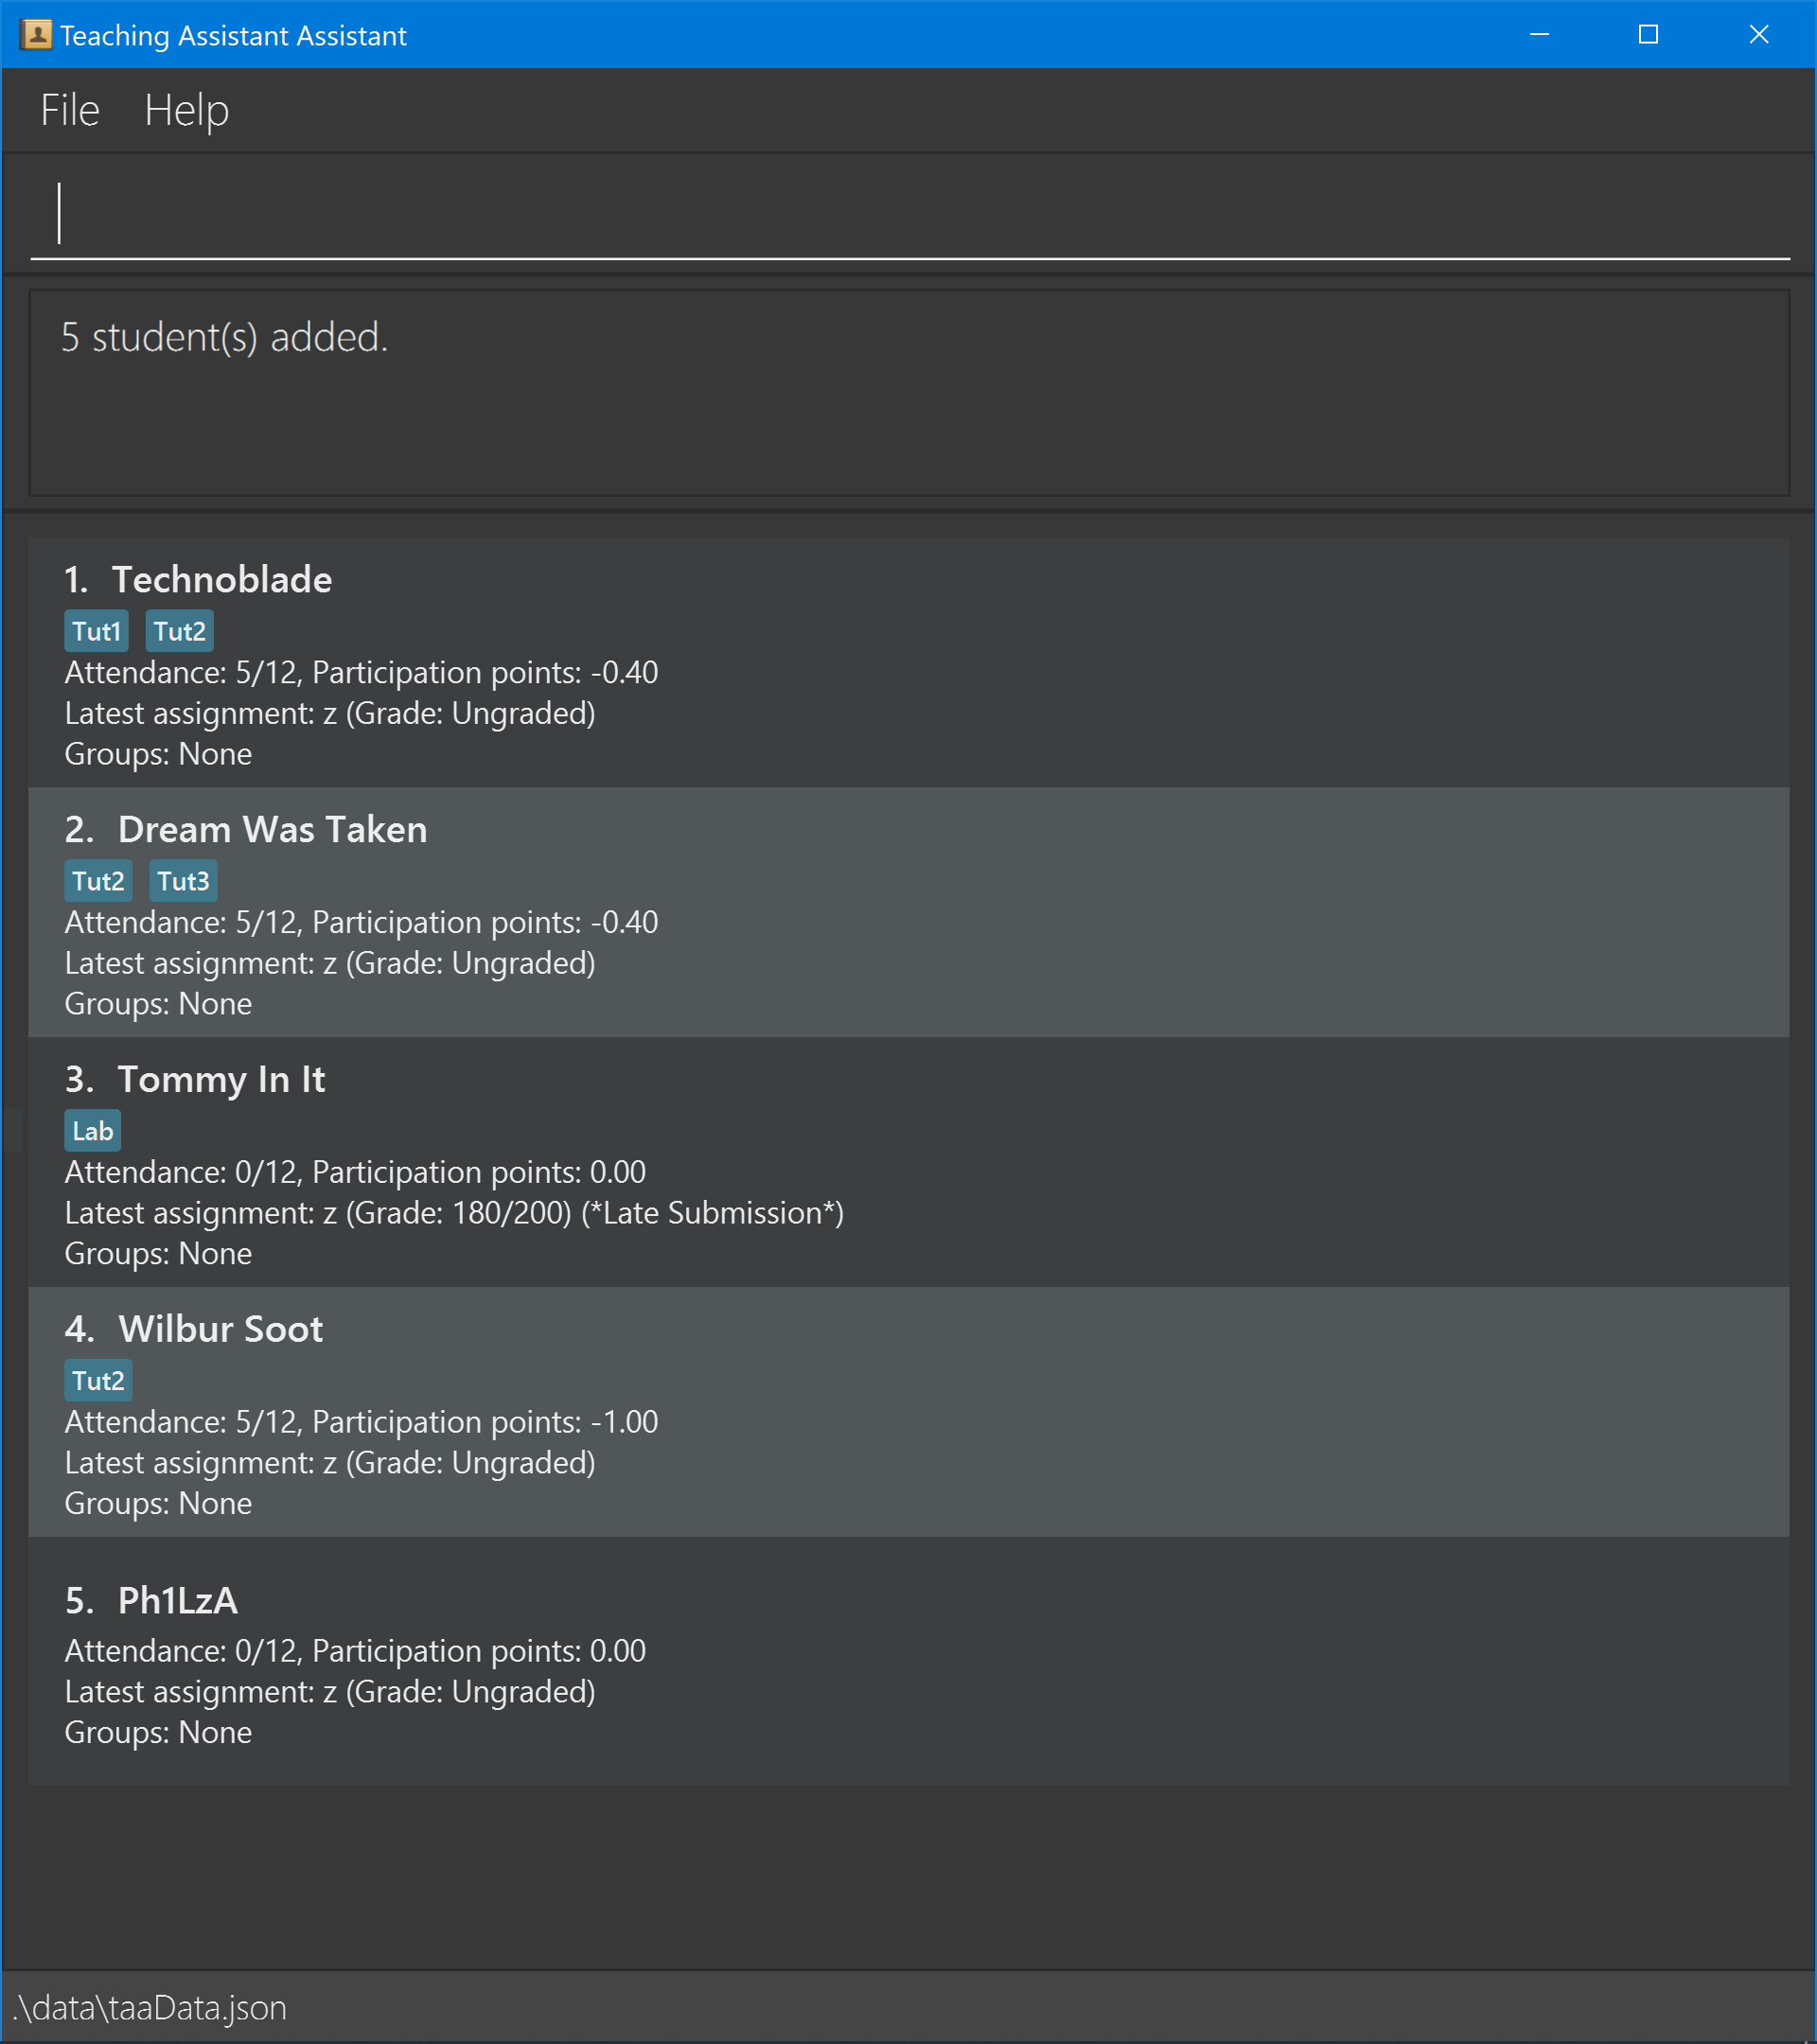 Teaching Assistant Assistant
File Help
5 student(s) added.
1. Technoblade
Tut1 Tut2
Attendance: 5/12, Participation points: -0.40
Latest assignment: z (Grade: Ungraded)
Groups: None
2. Dream Was Taken
Tut2 Tut3
Attendance: 5/12, Participation points: -0.40
Latest assignment: z (Grade: Ungraded)
Groups: None
3. Tommy In It
Lab
Attendance: 0/12, Participation points: 0.00
Latest assignment: z (Grade: 180/200) (*Late Submission*)
Groups: None
4. Wilbur Soot
Tut2
Attendance: 5/12, Participation points: -1.00
Latest assignment: z (Grade: Ungraded)
Groups: None
5. Ph1LzA
Attendance: 0/12, Participation points: 0.00
Latest assignment: z (Grade: Ungraded)
Groups: None
.\data\taaData.json